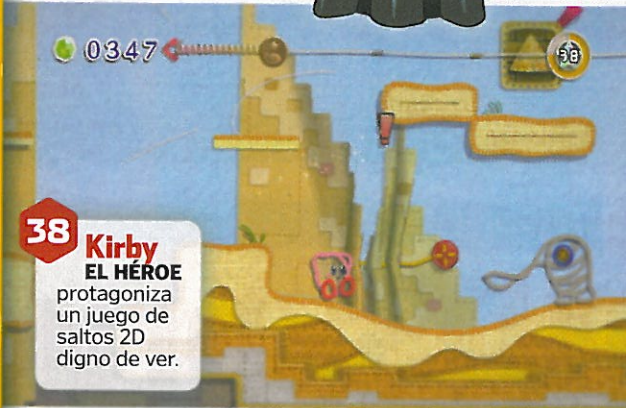 0347
38
38
Kirby
EL HÉROE
protagoniza
un juego de
saltos 2D
digno de ver.